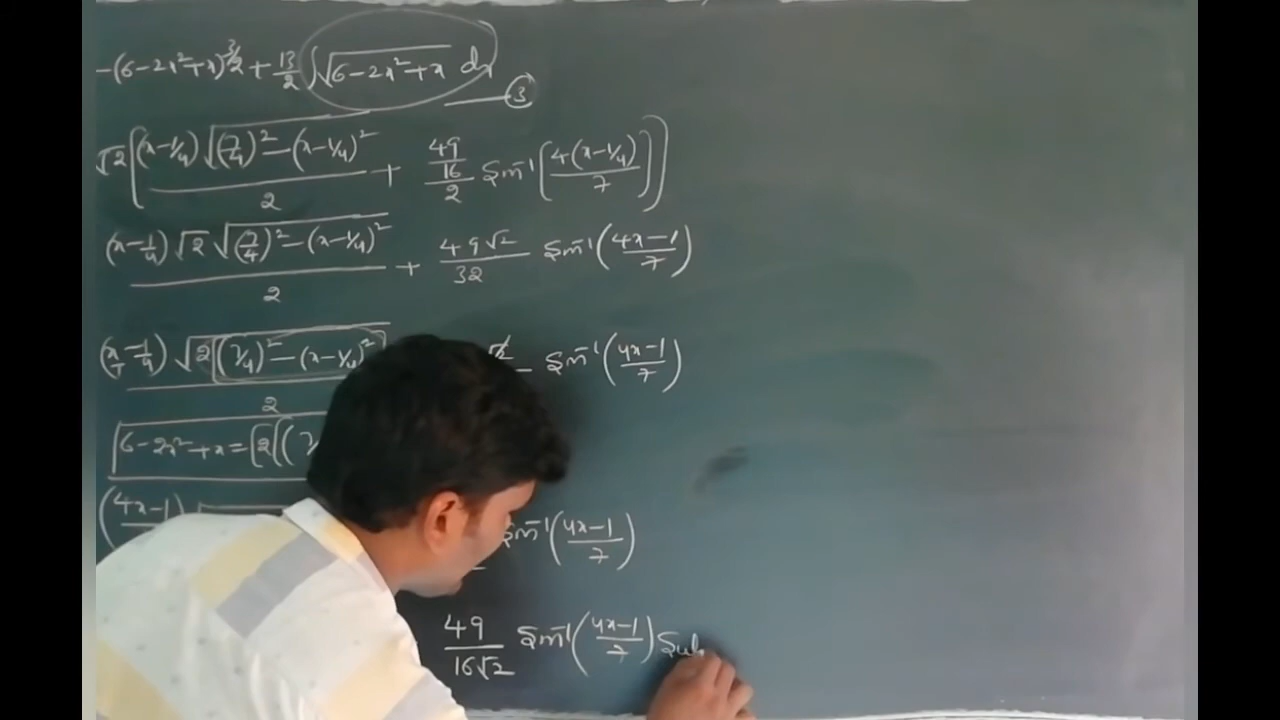 -(6-2x²+x)^3/2 + 13/2 ∫√(6-2x²+x) dx
③
√2[(x-1/4)√((7/4)²-(x-1/4)²)/2 + (49/16)/2 Sin⁻¹[4(x-1/4)/7]]
(x-1/4)√2√((7/4)²-(x-1/4)²)/2 + 49√2/32 Sin⁻¹((4x-1)/7)
(x/1-1/4)√(2[(7/4)²-(x-1/4)²])/2 Sin⁻¹((4x-1)/7)
6-2x²+x=[2[(7
(4x-1) Sin⁻¹((4x-1)/7)
49/16√2 Sin⁻¹((4x-1)/7) Sub